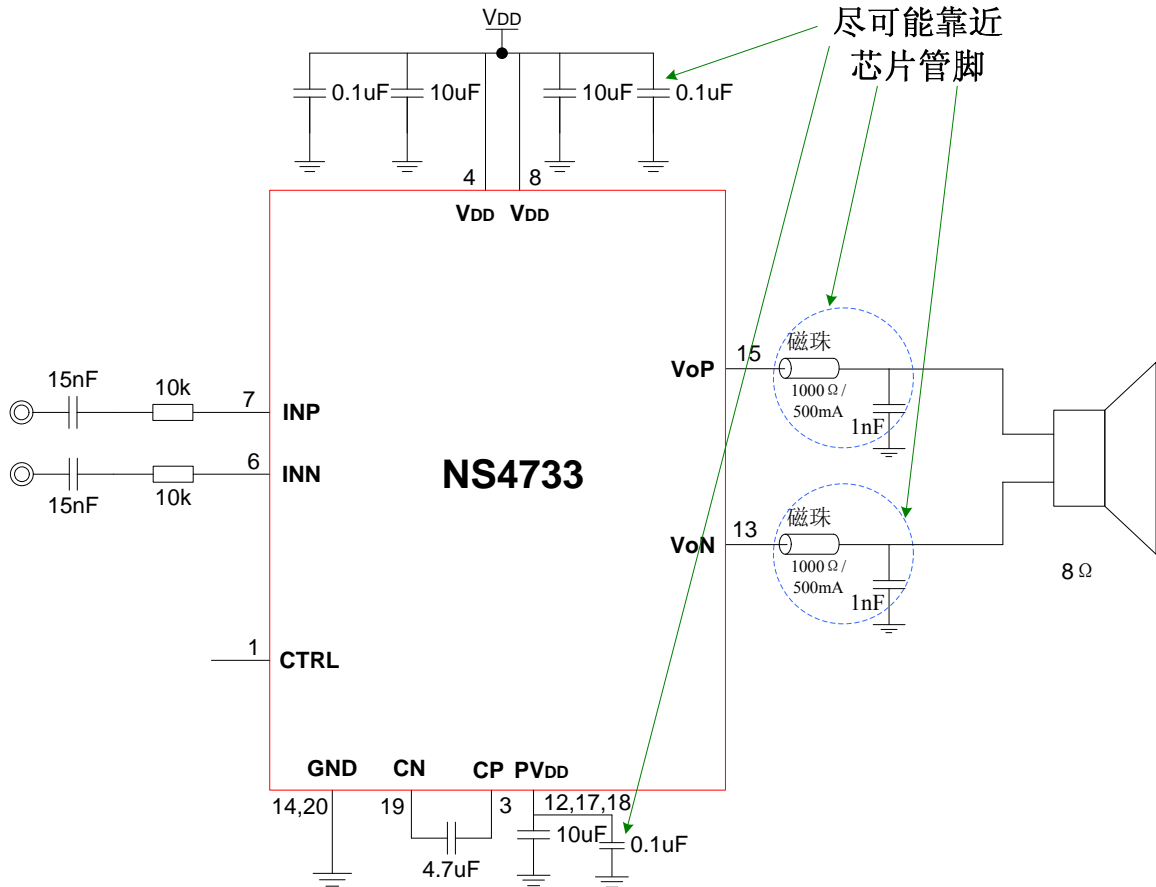 VDD
尽可能靠近
芯片管脚
0.1uF
10uF
10uF
0.1uF
4
8
VDD
VDD
15nF
10k
7
INP
6
INN
15nF
10k
NS4733
VoP
15
磁珠
1000Ω/
500mA
1nF
VoN
13
磁珠
1000Ω/
500mA
1nF
8Ω
1
CTRL
GND
CN
CP
PVDD
14,20
19
3
12,17,18
4.7uF
10uF
0.1uF